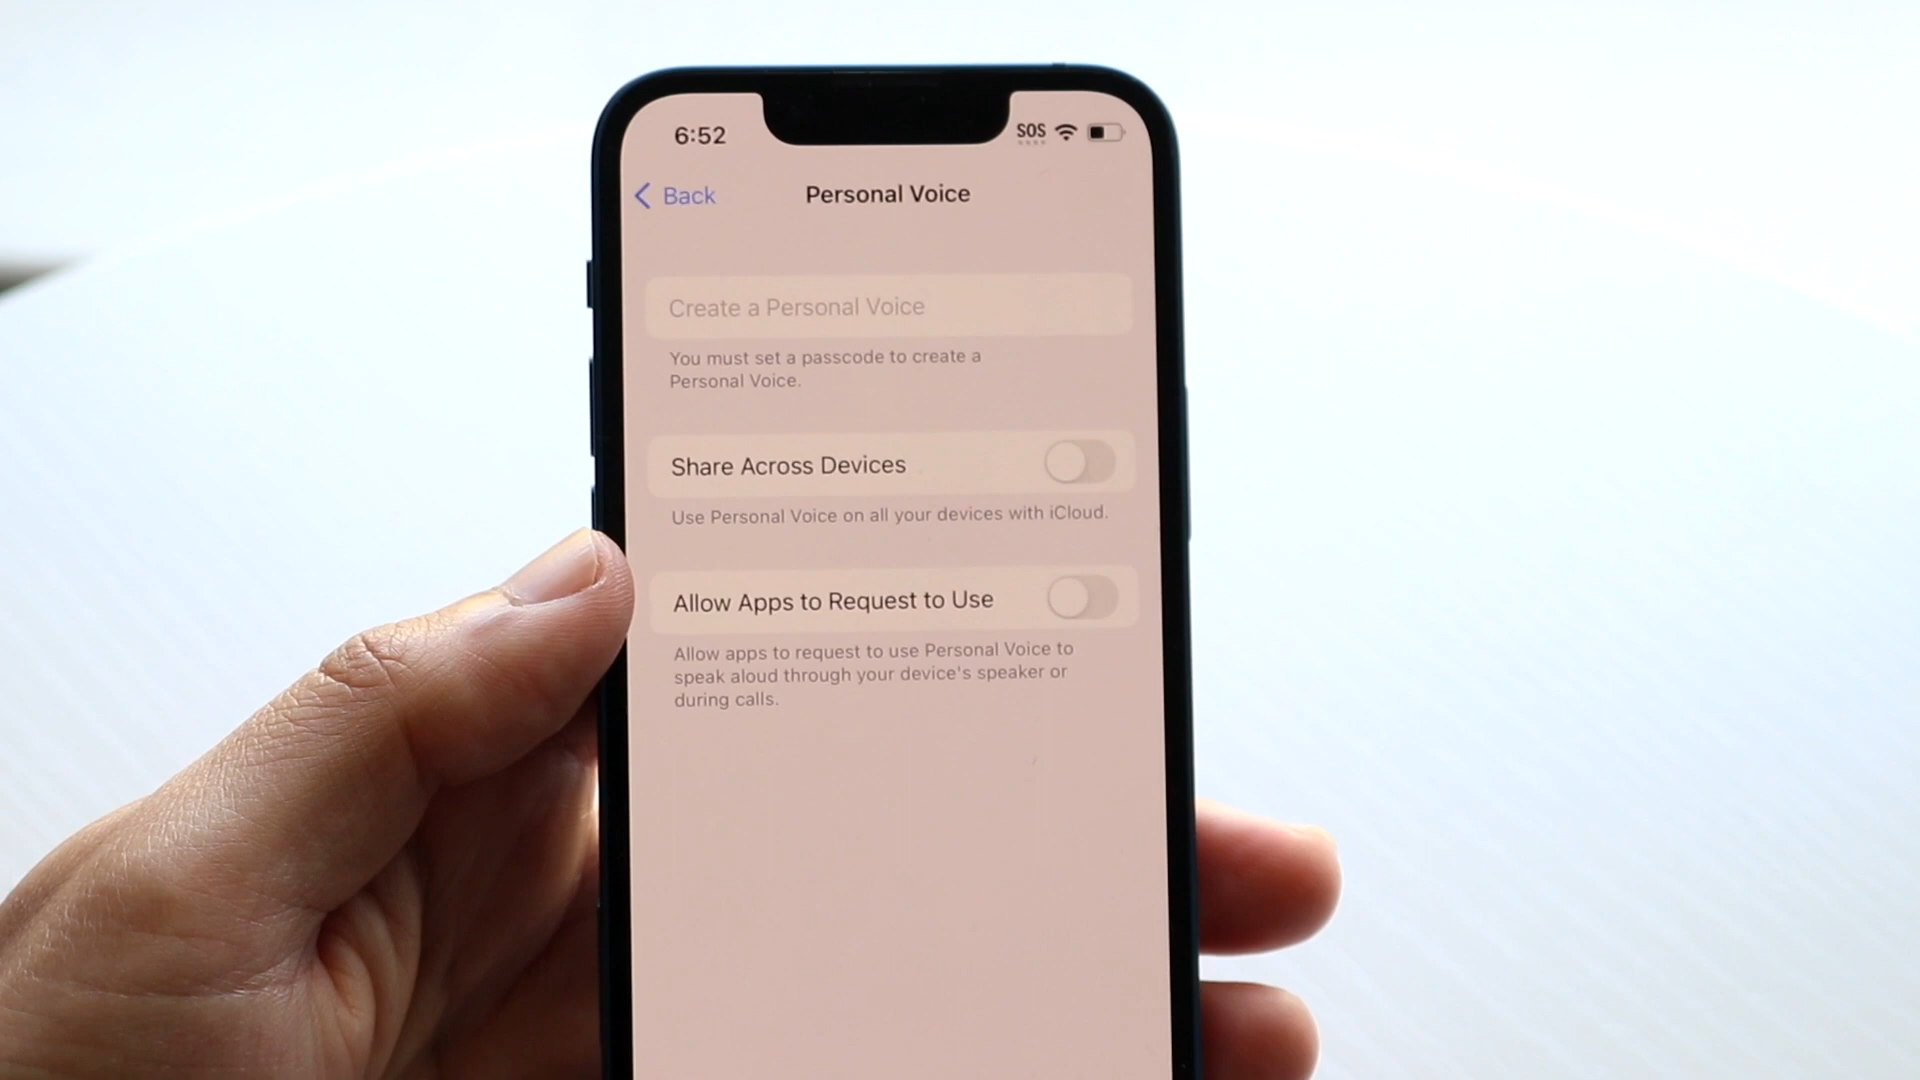 6:52
SOS
Back
Personal Voice
Create a Personal Voice
You must set a passcode to create a
Personal Voice.
Share Across Devices
Use Personal Voice on all your devices with iCloud.
Allow Apps to Request to Use
Allow apps to request to use Personal Voice to
speak aloud through your device's speaker or
during calls.